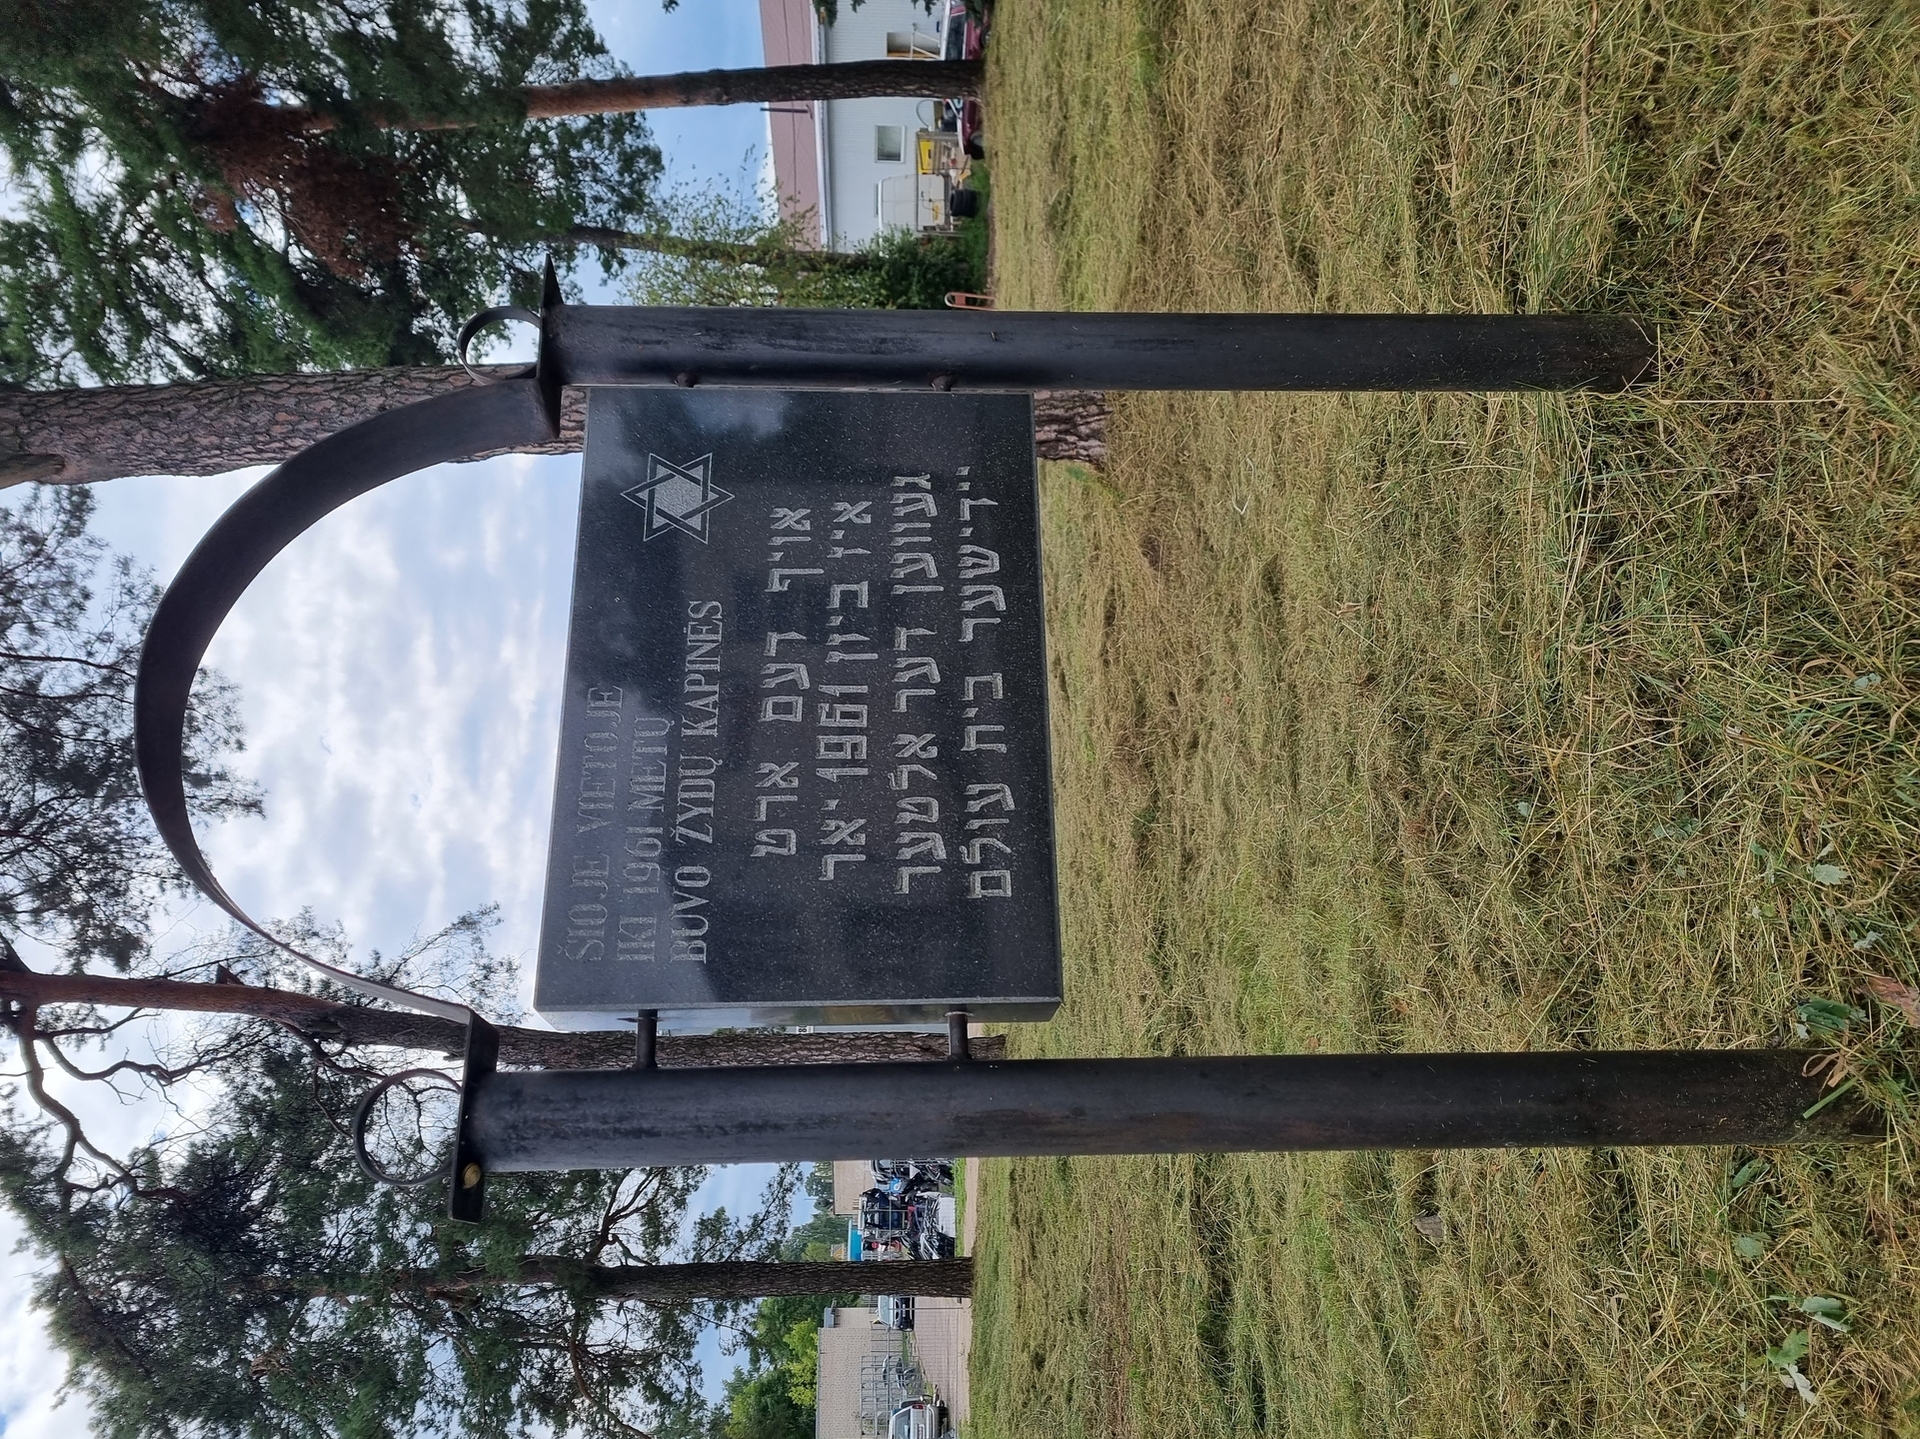 ŠIOJE VIETOJE
IKI 1961 METŲ
BUVO ŽYDŲ KAPINĖS
אויף דעם ארט
איז ביון 1961 יאר
געווען דער אלטער
יידישער בית עולם